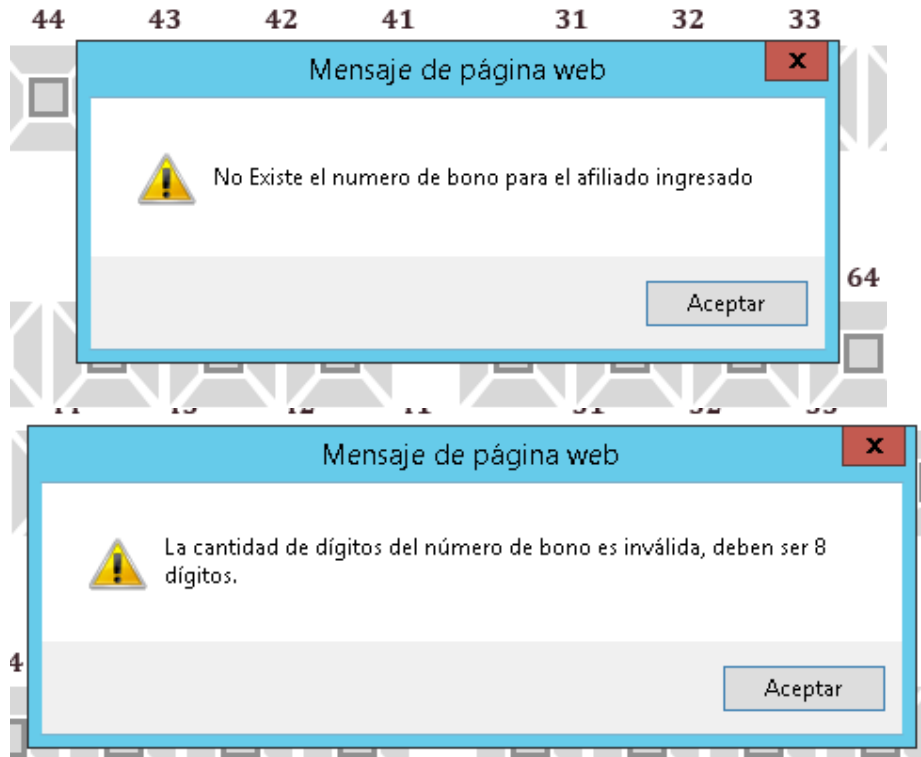 44 43 42 41 31 32 33
Mensaje de página web
x
No Existe el numero de bono para el afiliado ingresado
64
Aceptar
Mensaje de página web
x
La cantidad de dígitos del número de bono es inválida, deben ser 8
dígitos.
4
Aceptar